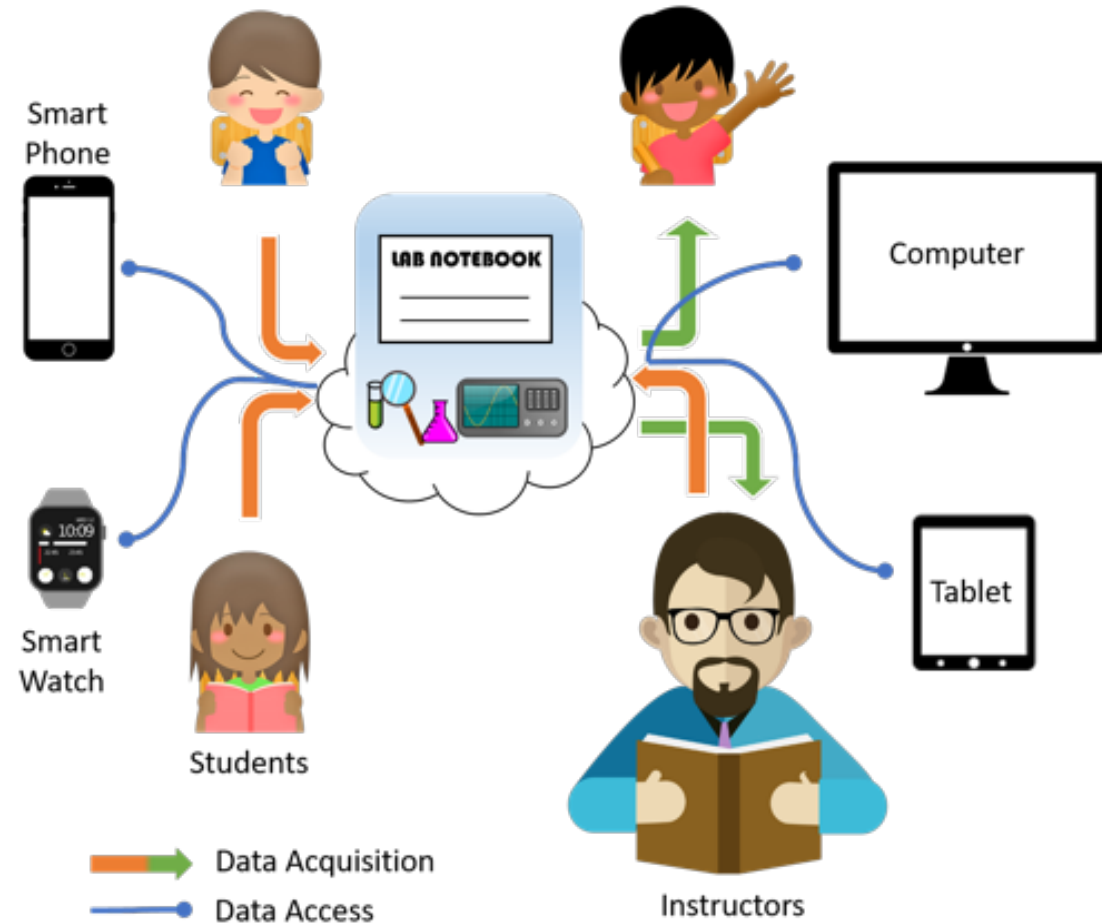 Smart
Phone
LAB NOTEBOOK
Computer
10:09
Tablet
Smart
Watch
Students
Data Acquisition
Data Access
Instructors